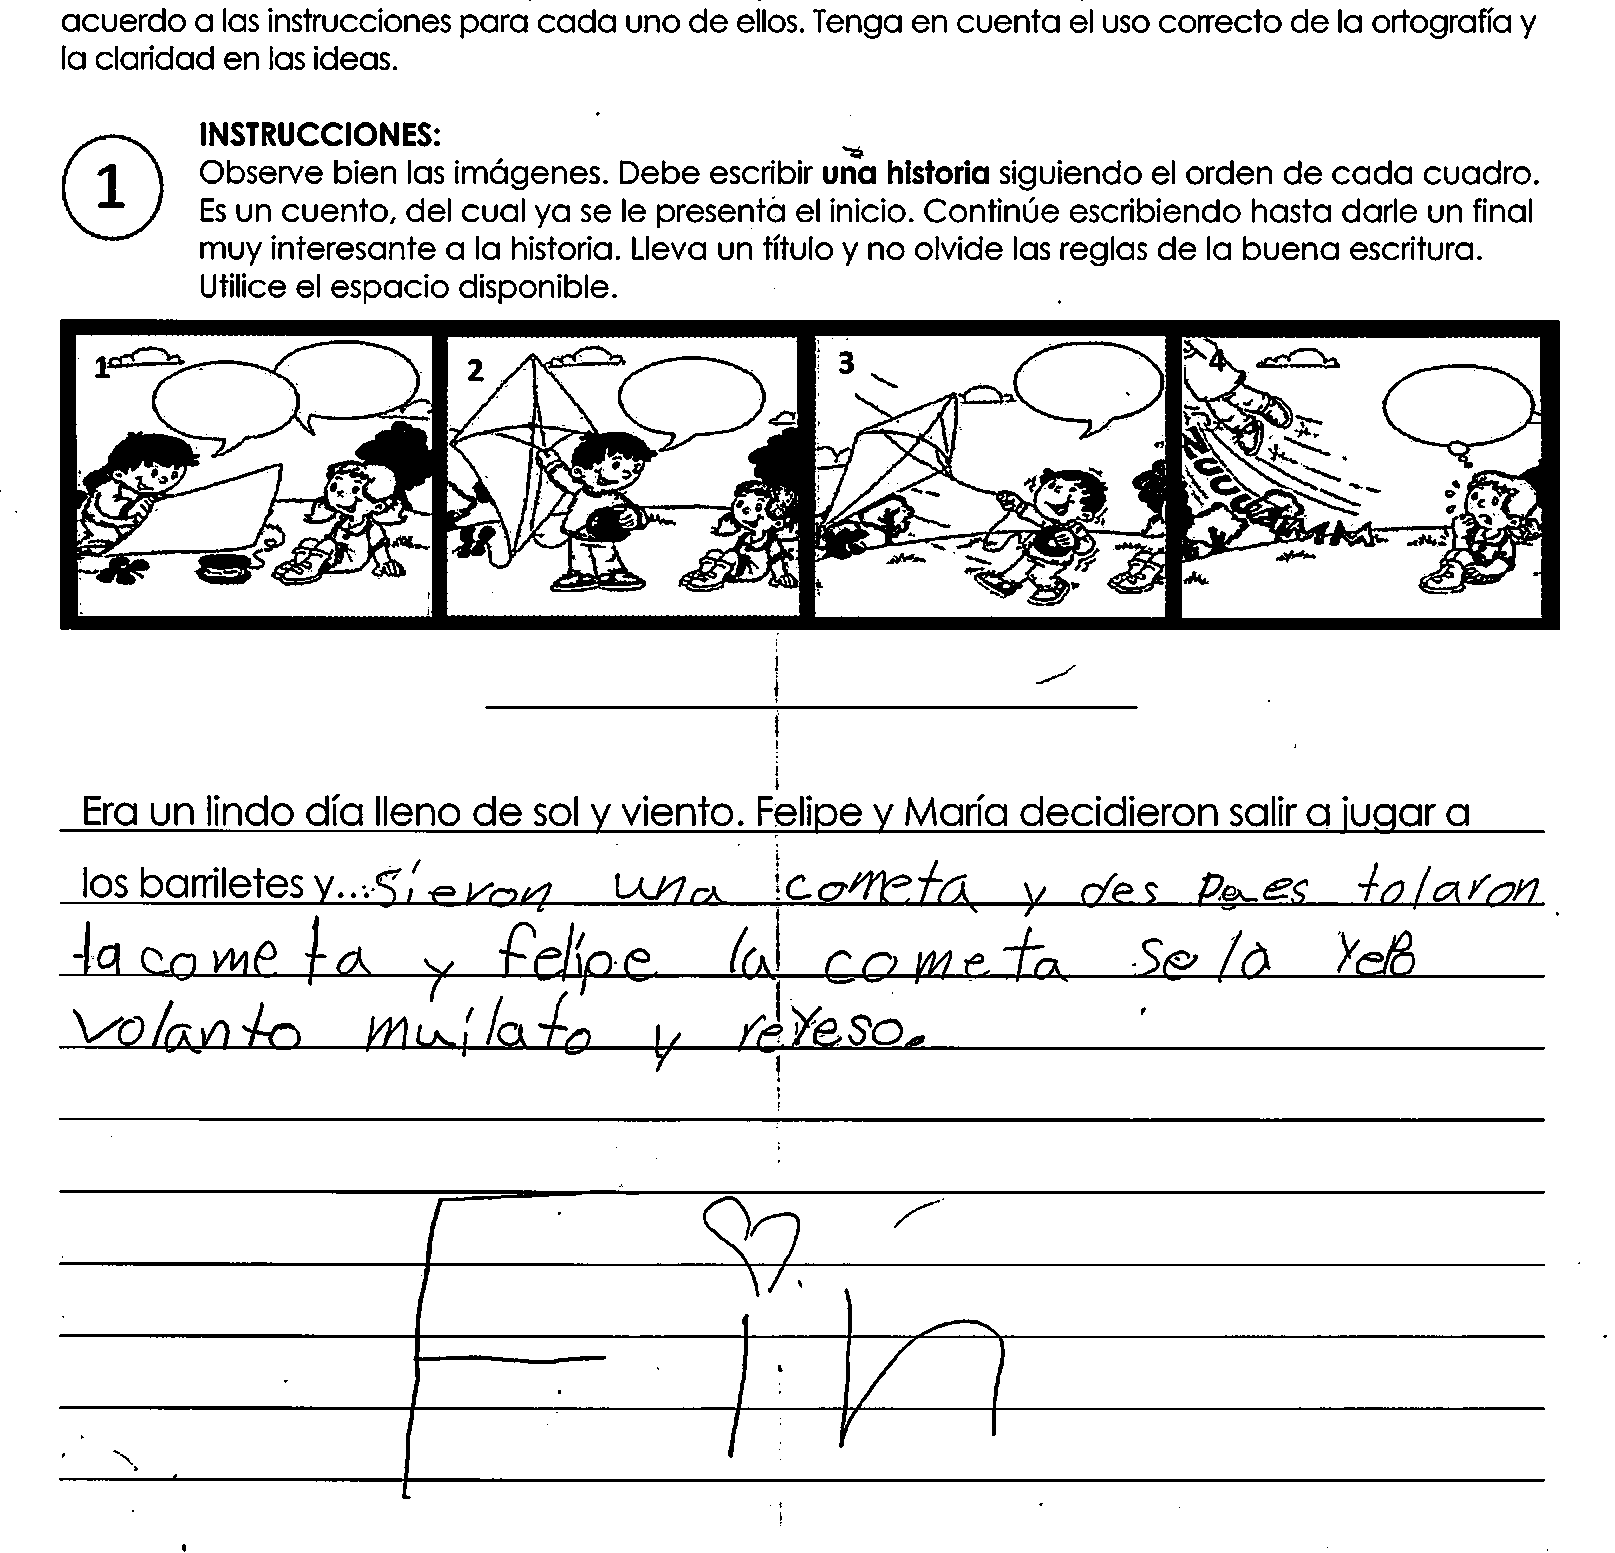 acuerdo a las instrucciones para cada uno de ellos. Tenga en cuenta el uso correcto de la ortografía y
la claridad en las ideas.
1
INSTRUCCIONES:
Observe bien las imágenes. Debe escribir una historia siguiendo el orden de cada cuadro.
Es un cuento, del cual ya se le presenta el inicio. Continúe escribiendo hasta darle un final
muy interesante a la historia. Lleva un título y no olvide las reglas de la buena escritura.
Utilice el espacio disponible.
1 2 3 4
Era un lindo día lleno de sol y viento. Felipe y María decidieron salir a jugar a
los barriletes y... sieron una cometa y des pues tolaron
la cometa y felipe la cometa se la
volanto muilato y reyeso.
Fin